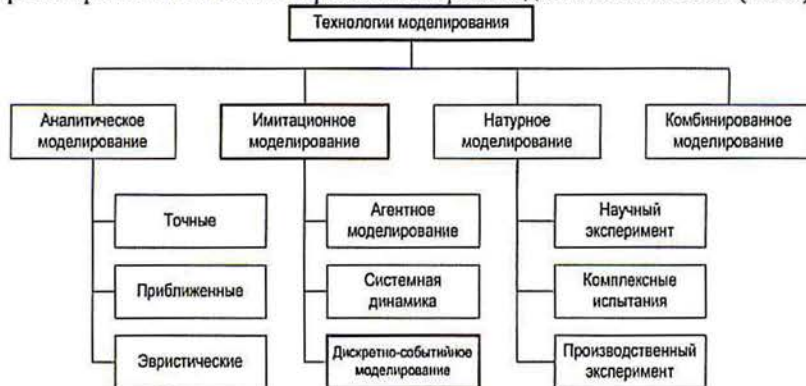 Технологии моделирования
Аналитическое
моделирование
Имитационное
моделирование
Натурное
моделирование
Комбинированное
моделирование
Точные
Агентное
моделирование
Научный
эксперимент
Приближенные
Системная
динамика
Комплексные
испытания
Эвристические
Дискретно-событийное
моделирование
Производственный
эксперимент